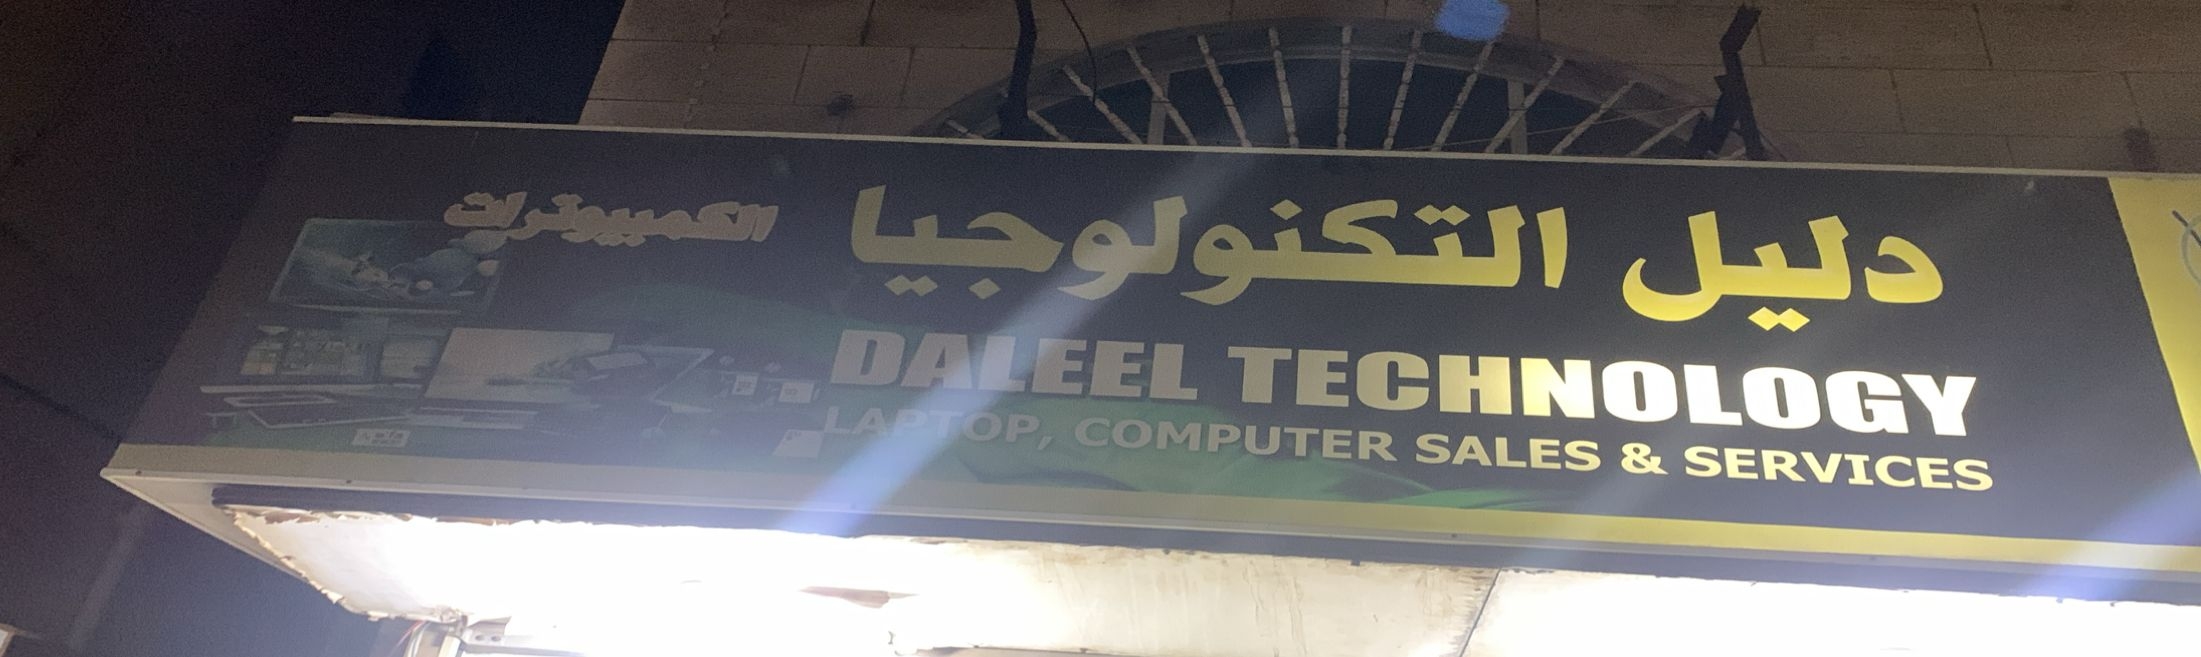 دليل التكنولوجيا
الكمبيوترات
DALEEL TECHNOLOGY
LAPTOP, COMPUTER SALES & SERVICES